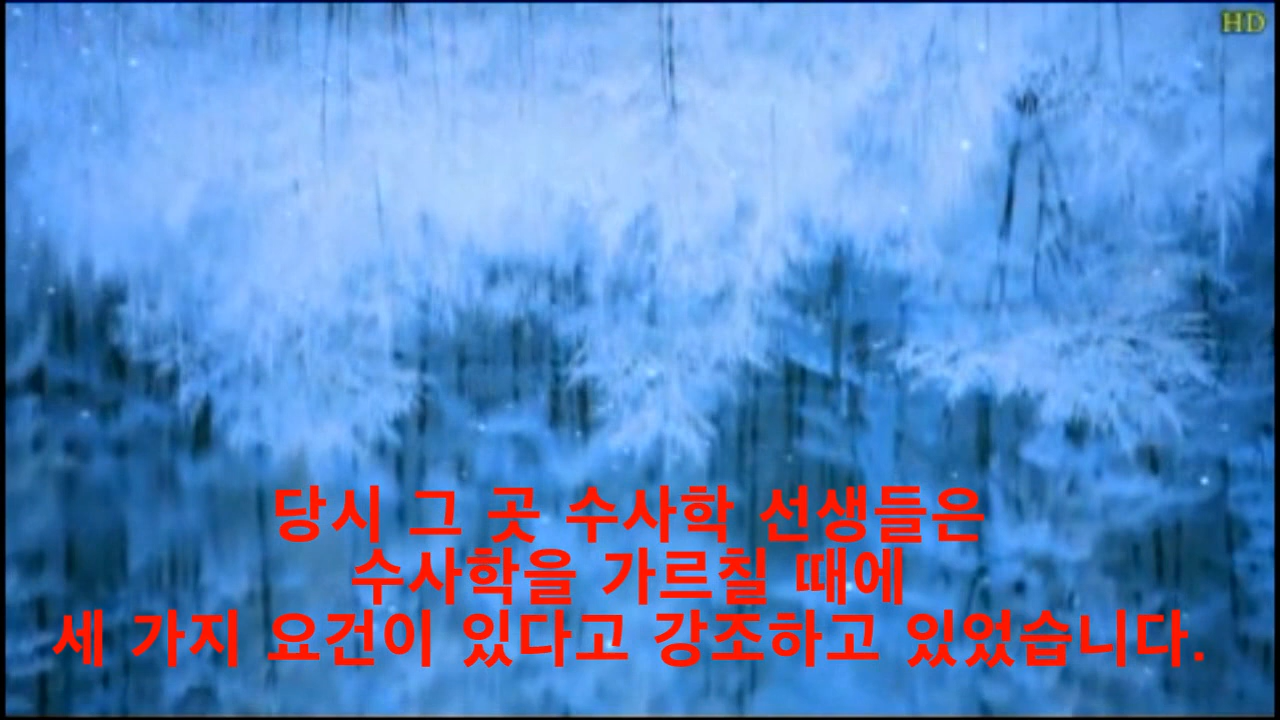 HD
당시 그 곳 수사학 선생들은
수사학을 가르칠 때에
세 가지 요건이 있다고 강조하고 있었습니다.